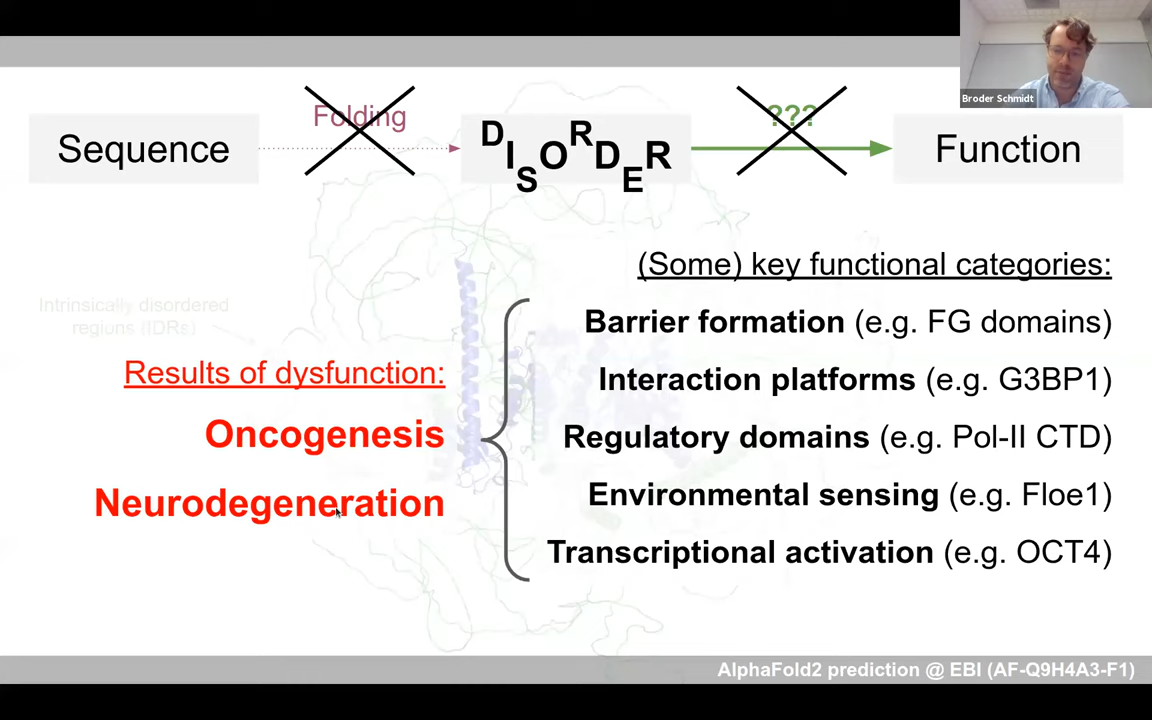 Broder Schmidt
Folding
???
Sequence
DISORDER
Function
(Some) key functional categories:
Intrinsically disordered
regions (IDRs)
Barrier formation (e.g. FG domains)
Results of dysfunction:
Interaction platforms (e.g. G3BP1)
Oncogenesis
Regulatory domains (e.g. Pol-II CTD)
Neurodegeneration
Environmental sensing (e.g. Floe1)
Transcriptional activation (e.g. OCT4)
AlphaFold2 prediction @ EBI (AF-Q9H4A3-F1)